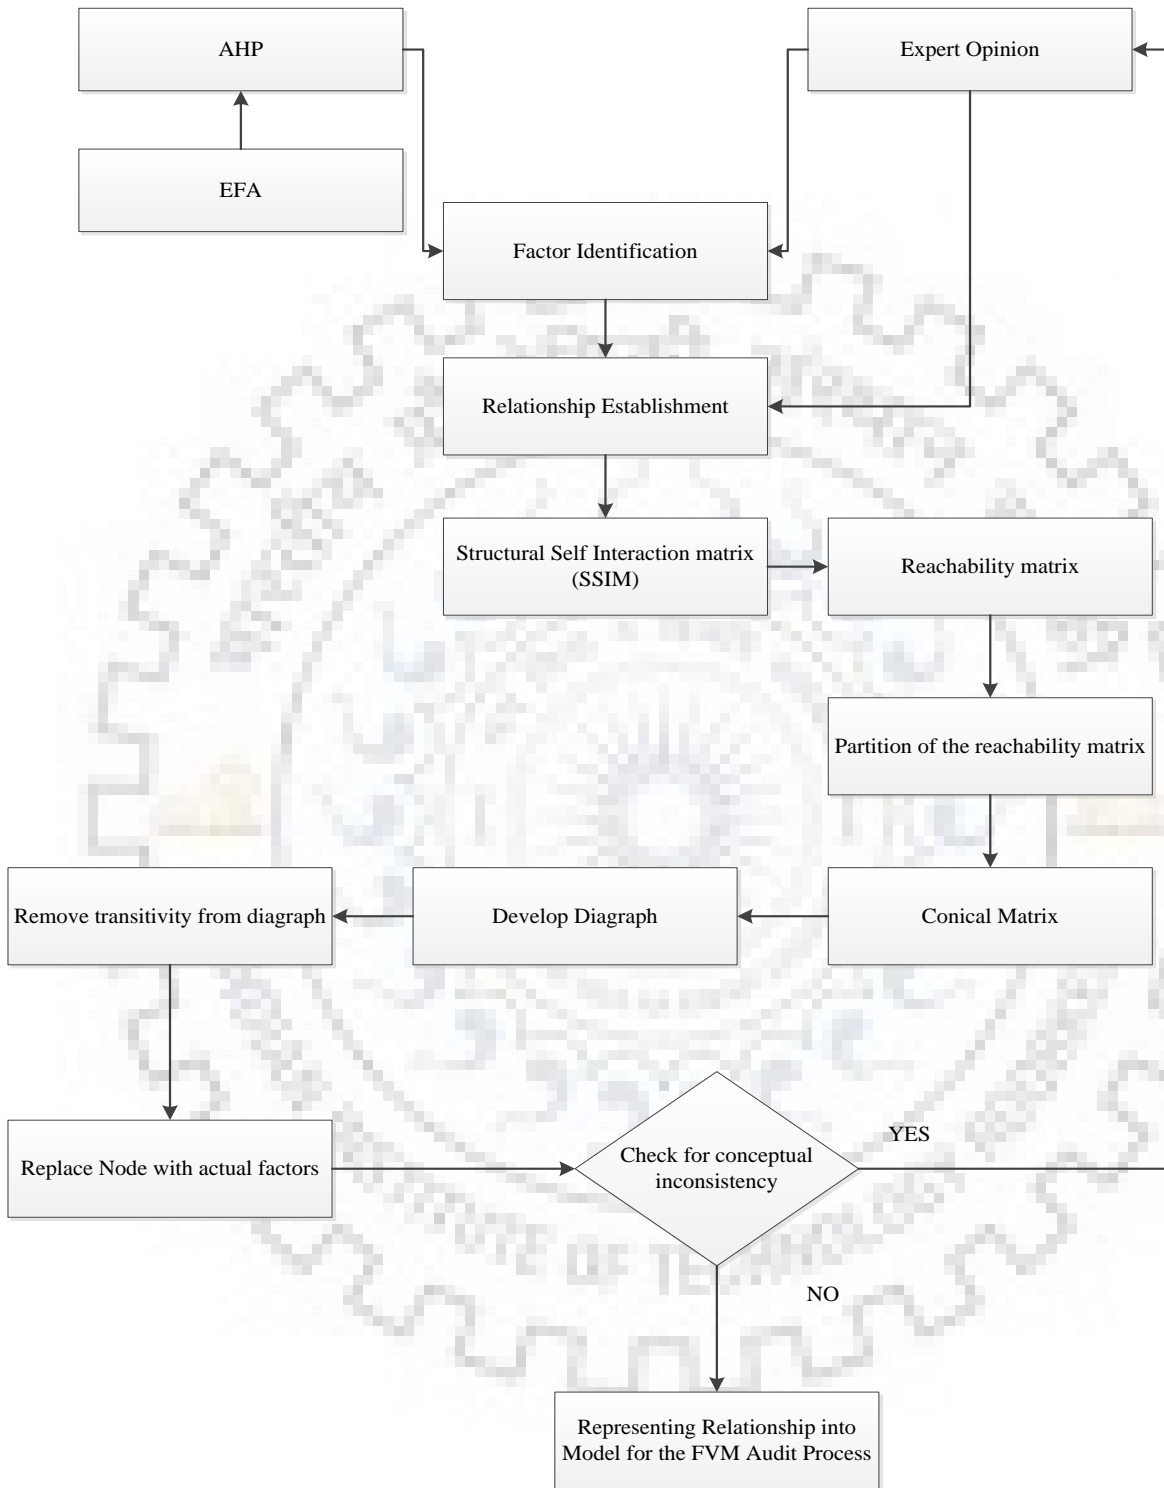 AHP
Expert Opinion
EFA
Factor Identification
Relationship Establishment
Structural Self Interaction matrix
(SSIM)
Reachability matrix
Partition of the reachability matrix
Remove transitivity from diagraph
Develop Diagraph
Conical Matrix
Replace Node with actual factors
Check for conceptual
inconsistency
YES
NO
Representing Relationship into
Model for the FVM Audit Process